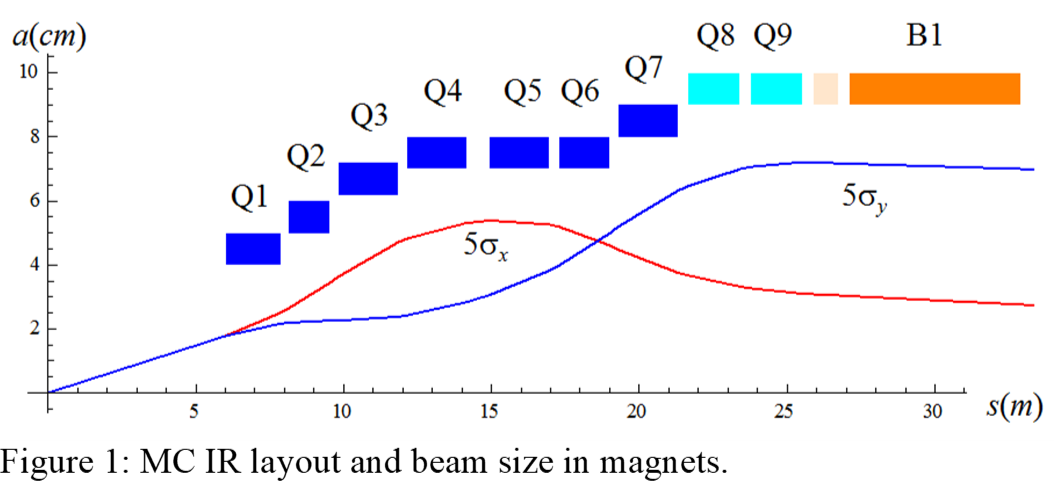 a(cm)
Q8 Q9 B1
10
Q7
Q4 Q5 Q6
Q3
8
Q2
6
Q1
5σy
5σx
4
2
5 10 15 20 25 30 s(m)
Figure 1: MC IR layout and beam size in magnets.